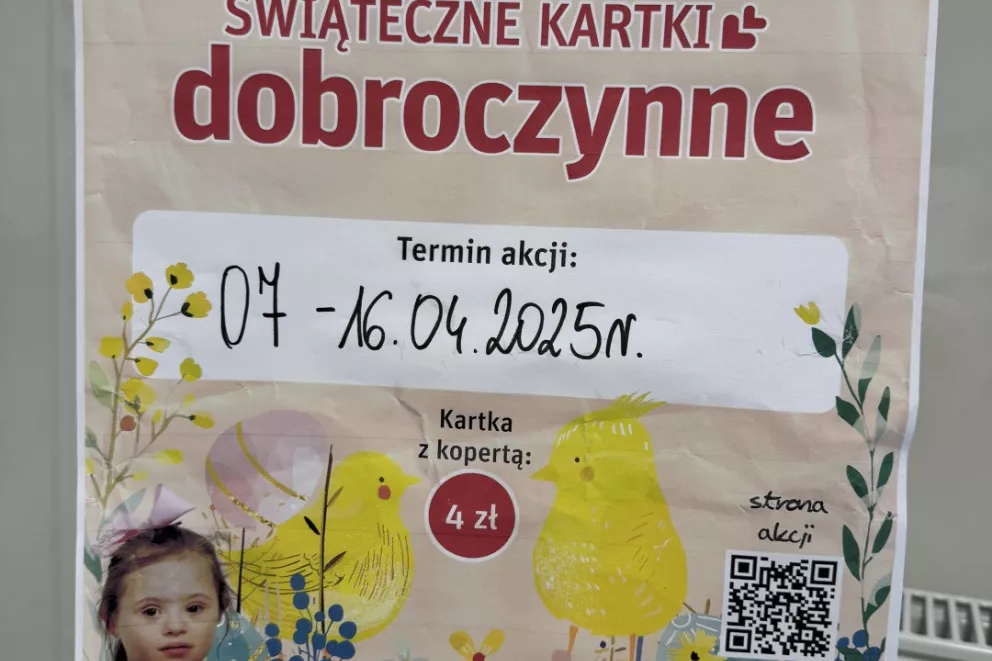 ŚWIĄTECZNE KARTKI
dobroczynne
Termin akcji:
07 - 16.04.2025r.
Kartka
z kopertą:
4 zł
strona
akcji